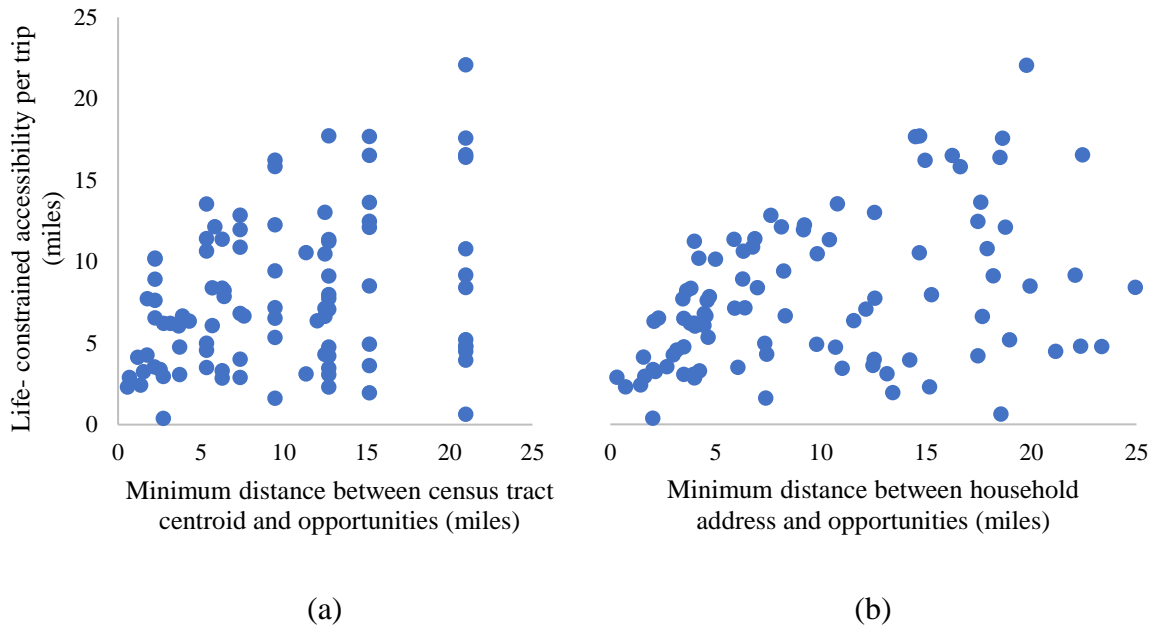 Life- constrained accessibility per trip
(miles)
25
20
15
10
5
0
0 5 10 15 20 25
Minimum distance between census tract
centroid and opportunities (miles)
(a)
0 5 10 15 20 25
Minimum distance between household
address and opportunities (miles)
(b)